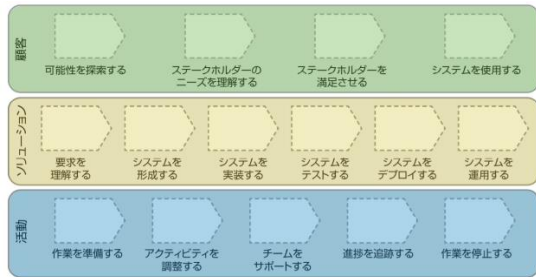 顧客
可能性を探索する
ステークホルダーの
ニーズを理解する
ステークホルダーを
満足させる
システムを使用する
ソリューション
要求を
理解する
システムを
形成する
システムを
実装する
システムを
テストする
システムを
デプロイする
システムを
運用する
活動
作業を準備する
アクティビティを
調整する
チームを
サポートする
進捗を追跡する
作業を停止する